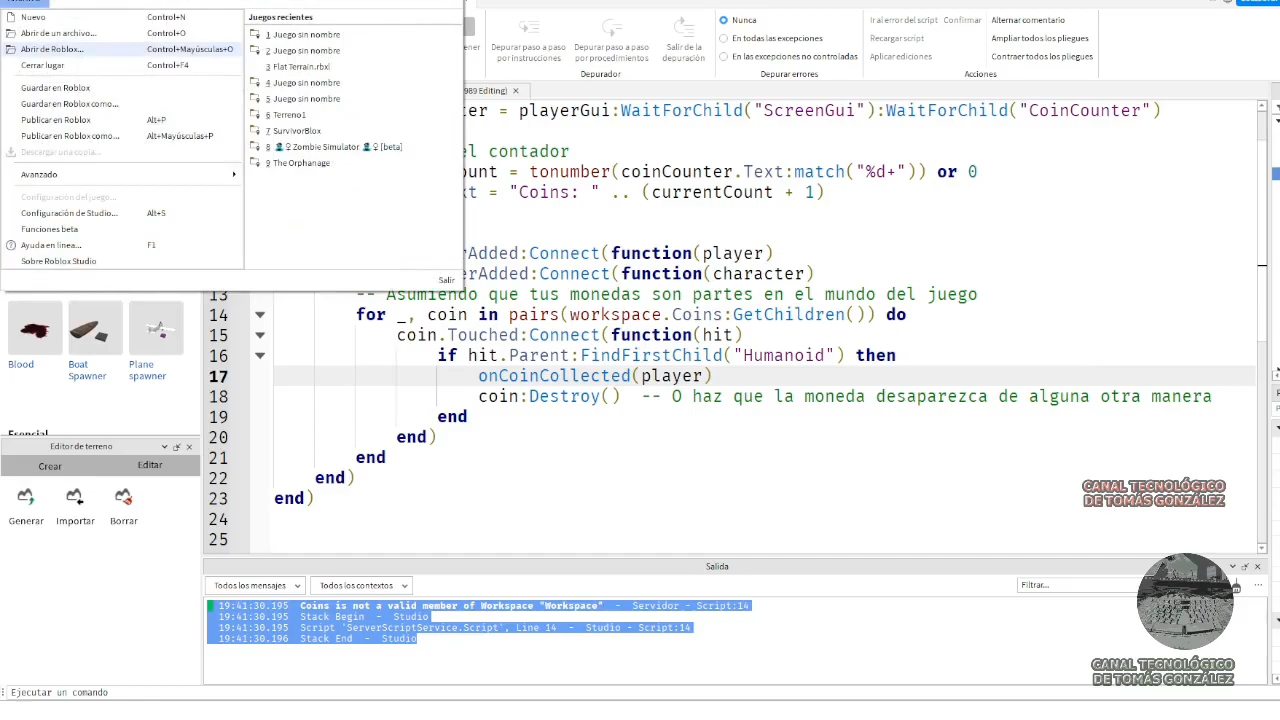 Nuevo Control+N
Abrir de un archivo... Control+O
Abrir de Roblox... Control+Mayúsculas+O
Cerrar lugar Control+F4
Guardar en Roblox
Guardar en Roblox como...
Publicar en Roblox Alt+P
Publicar en Roblox como... Alt+Mayúsculas+P
Descargar una copia...
Avanzado
Configuración del juego...
Configuración de Studio... Alt+S
Funciones beta
Ayuda en línea... F1
Sobre Roblox Studio
Juegos recientes
1 Juego sin nombre
2 Juego sin nombre
3 Flat Terrain.rbxl
4 Juego sin nombre
5 Juego sin nombre
6 Terreno1
7 SurvivorBlox
8 Zombie Simulator [beta]
9 The Orphanage
Salir
Depurar paso a paso por instrucciones
Depurar paso a paso por procedimientos
Salir de la depuración
Depurador
Nunca
En todas las excepciones
En las excepciones no controladas
Depurar errores
Ir al error del script Confirmar
Recargar script
Aplicar ediciones
Alternar comentario
Ampliar todos los pliegues
Contraer todos los pliegues
Acciones
989 Editing)
ter = playerGui:WaitForChild("ScreenGui"):WaitForChild("CoinCounter")
el contador
ount = tonumber(coinCounter.Text:match("%d+")) or 0
xt = "Coins: " .. (currentCount + 1)
rAdded:Connect(function(player)
erAdded:Connect(function(character)
13 -- Asumiendo que tus monedas son partes en el mundo del juego
14 for _, coin in pairs(workspace.Coins:GetChildren()) do
15 coin.Touched:Connect(function(hit)
16 if hit.Parent:FindFirstChild("Humanoid") then
17 onCoinCollected(player)
18 coin:Destroy() -- O haz que la moneda desaparezca de alguna otra manera
19 end
20 end)
21 end
22 end)
23 end)
24
25
Blood
Boat Spawner
Plane spawner
Esencial
Editor de terreno
Crear Editar
Generar Importar Borrar
CANAL TECNOLÓGICO
DE TOMÁS GONZÁLEZ
Salida
Todos los mensajes Todos los contextos Filtrar...
19:41:30.195 Coins is not a valid member of Workspace "Workspace" - Servidor - Script:14
19:41:30.195 Stack Begin - Studio
19:41:30.195 Script 'ServerScriptService.Script', Line 14 - Studio - Script:14
19:41:30.196 Stack End - Studio
CANAL TECNOLÓGICO
DE TOMÁS GONZÁLEZ
Ejecutar un comando